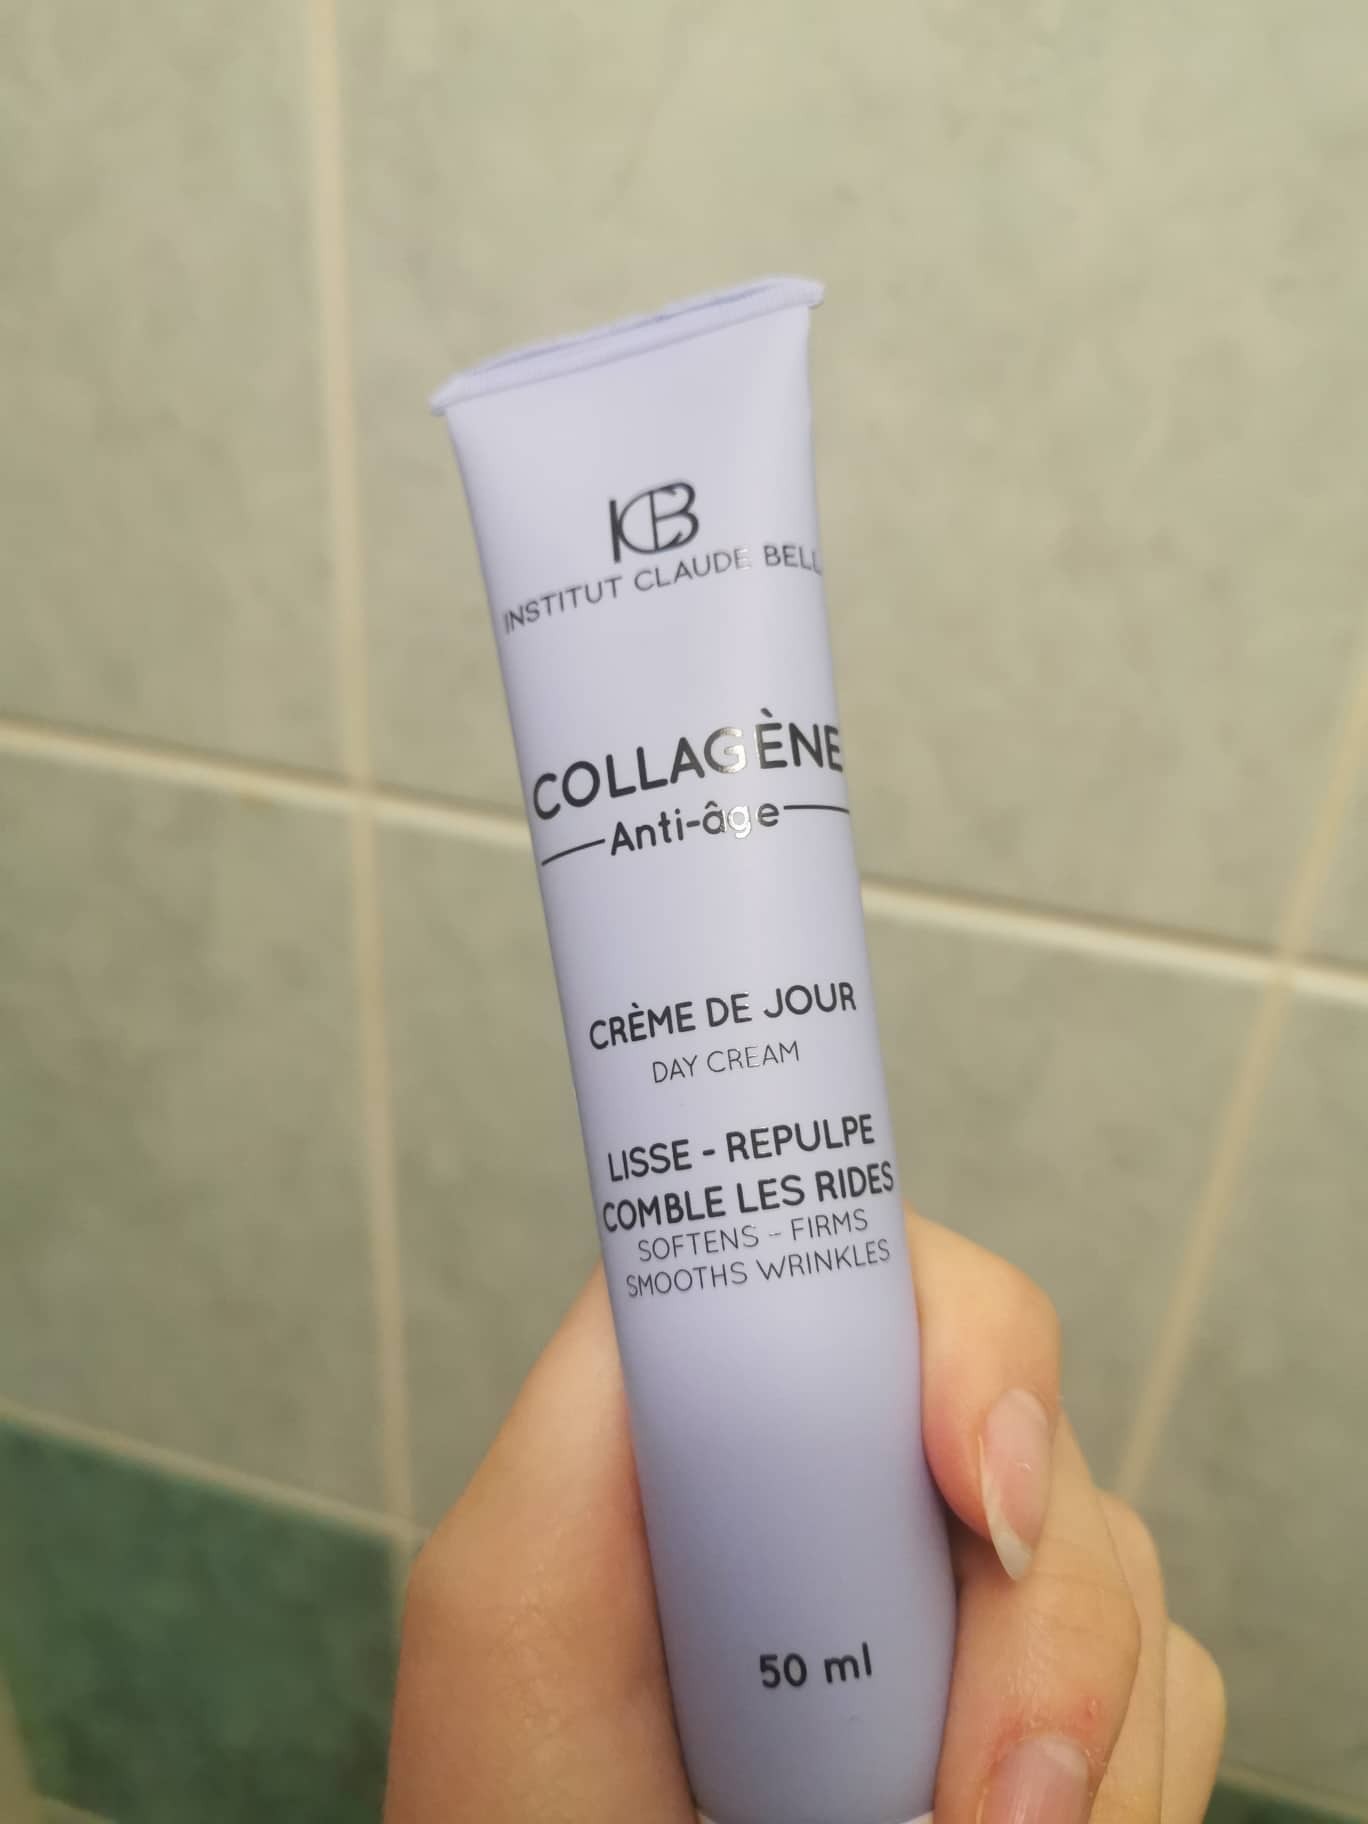 ICB
INSTITUT CLAUDE BELL
COLLAGÈNE
Anti-âge
CRÈME DE JOUR
DAY CREAM
LISSE - REPULPE
COMBLE LES RIDES
SOFTENS - FIRMS
SMOOTHS WRINKLES
50 ml